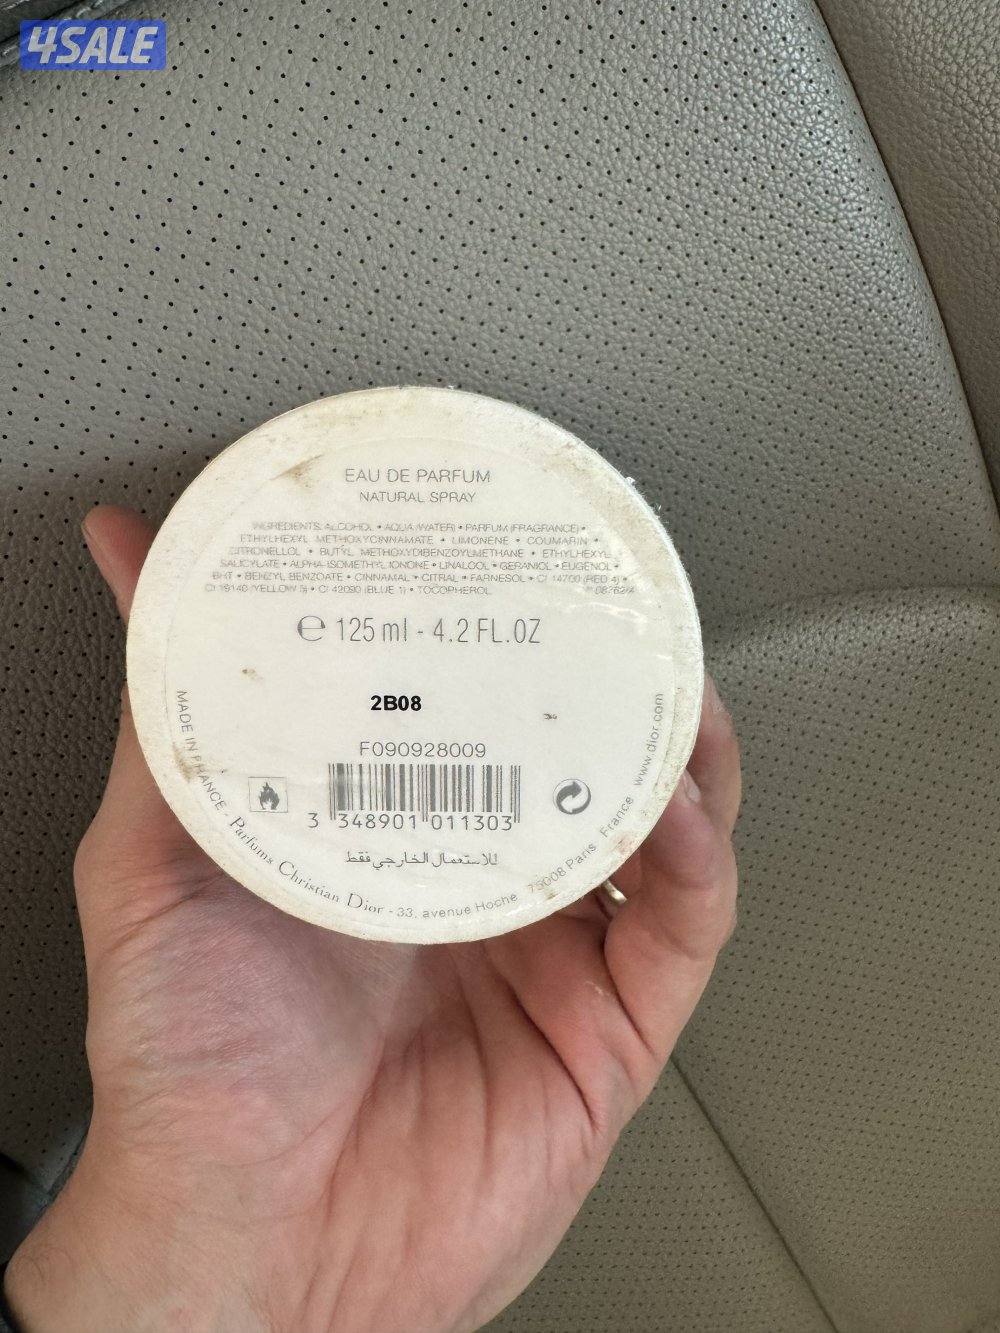 4SALE
EAU DE PARFUM
NATURAL SPRAY
INGREDIENTS: ALCOHOL • AQUA (WATER) • PARFUM (FRAGRANCE) •
ETHYLHEXYL METHOXYCINNAMATE • LIMONENE • COUMARIN •
CITRONELLOL • BUTYL METHOXYDIBENZOYLMETHANE • ETHYLHEXYL
SALICYLATE • ALPHA-ISOMETHYL IONONE • LINALOOL • GERANIOL • EUGENOL •
BHT • BENZYL BENZOATE • CINNAMAL • CITRAL • FARNESOL • CI 14700 (RED 4) •
CI 19140 (YELLOW 5) • CI 42090 (BLUE 1) • TOCOPHEROL
℮ 125 ml - 4.2 FL.OZ
2B08
F090928009
3 348901 011303
للاستعمال الخارجي فقط
MADE IN FRANCE - Parfums Christian Dior - 33, avenue Hoche 75008 Paris France www.dior.com